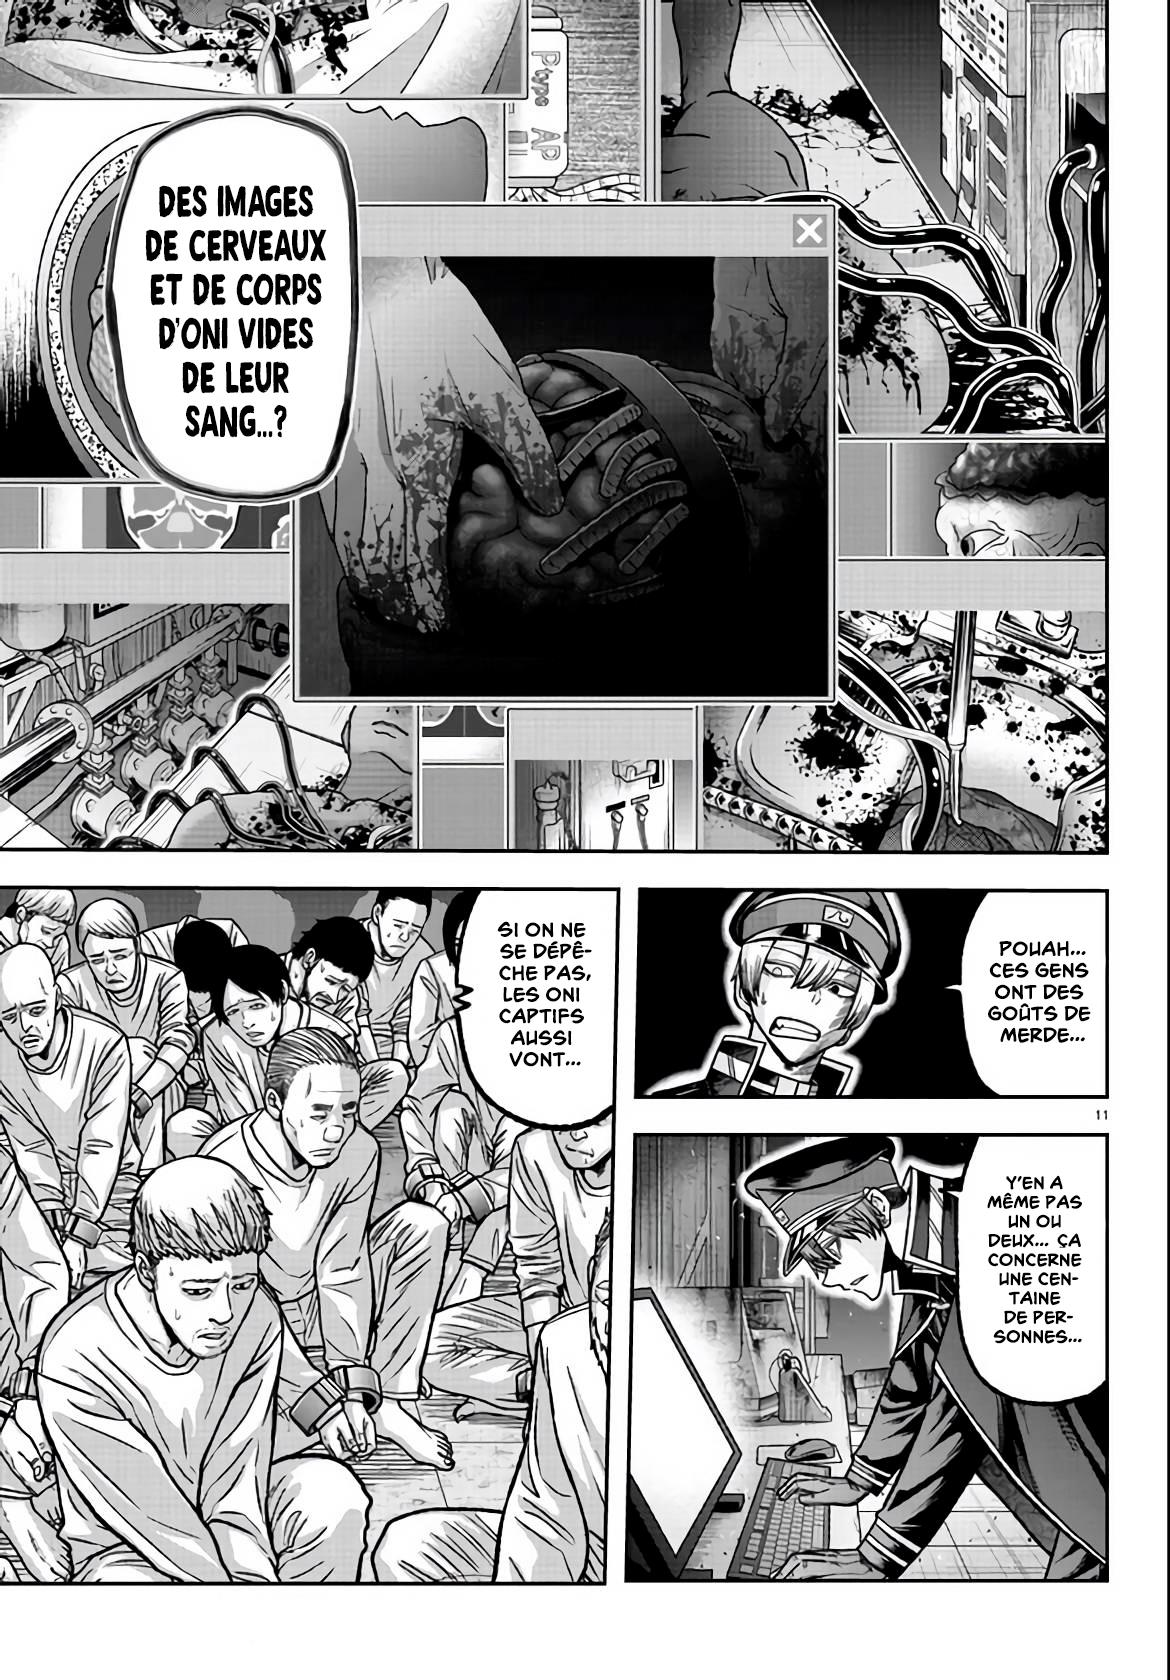 Ptype AP
DES IMAGES
DE CERVEAUX
ET DE CORPS
D'ONI VIDES
DE LEUR
SANG...?
POUAH...
CES GENS
ONT DES
GOÛTS DE
MERDE...
11
Y'EN A
MÊME PAS
UN OU
DEUX... ÇA
CONCERNE
UNE CEN-
TAINE
DE PER-
SONNES...
SI ON NE
SE DÉPÊ-
CHE PAS,
LES ONI
CAPTIFS
AUSSI
VONT...